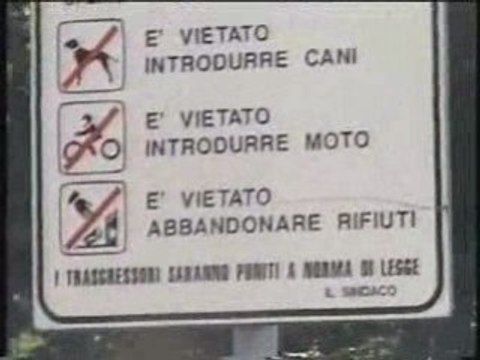 E' VIETATO
INTRODURRE CANI
E' VIETATO
INTRODURRE MOTO
E' VIETATO
ABBANDONARE RIFIUTI
I TRASGRESSORI SARANNO PUNITI A NORMA DI LEGGE
IL SINDACO